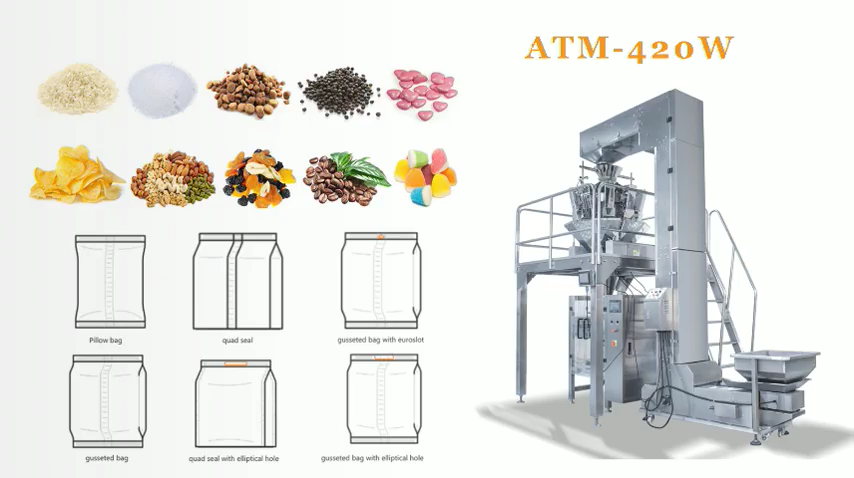 ATM-420W
Pillow bag
quad seal
gusseted bag with euroslot
gusseted bag
quad seal with elliptical hole
gusseted bag with elliptical hole